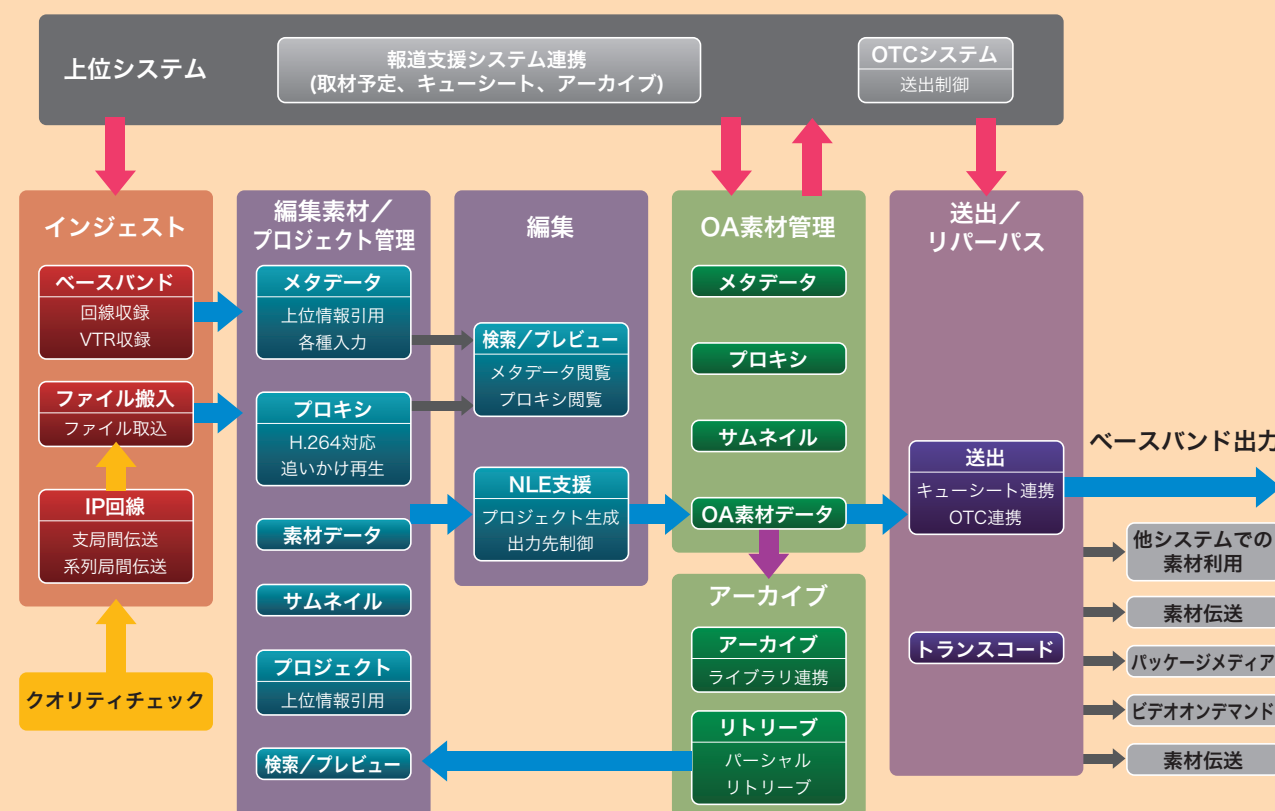 上位システム
報道支援システム連携
(取材予定、キューシート、アーカイブ)
OTCシステム
送出制御
インジェスト
ベースバンド
回線収録
VTR収録
ファイル搬入
ファイル取込
IP回線
支局間伝送
系列局間伝送
クオリティチェック
編集素材／
プロジェクト管理
メタデータ
上位情報引用
各種入力
プロキシ
H.264対応
追いかけ再生
素材データ
サムネイル
プロジェクト
上位情報引用
検索／プレビュー
編集
検索／プレビュー
メタデータ閲覧
プロキシ閲覧
NLE支援
プロジェクト生成
出力先制御
OA素材管理
メタデータ
プロキシ
サムネイル
OA素材データ
アーカイブ
アーカイブ
ライブラリ連携
リトリーブ
パーシャル
リトリーブ
送出／
リパーパス
送出
キューシート連携
OTC連携
トランスコード
ベースバンド出力
他システムでの
素材利用
素材伝送
パッケージメディア
ビデオオンデマンド
素材伝送